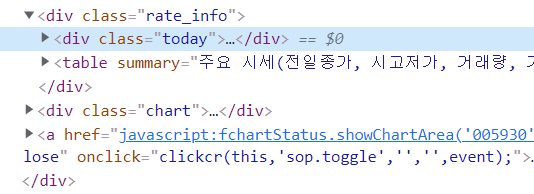 ▼<div class="rate_info">
▶<div class="today">…</div> == $0
▶<table summary="주요 시세(전일종가, 시고저가, 거래량,
</div>
▶<div class="chart">…</div>
▶<a href="javascript:fchartStatus.showChartArea('005930'
lose" onclick="clickcr(this,'sop.toggle','','',event);">…
</div>